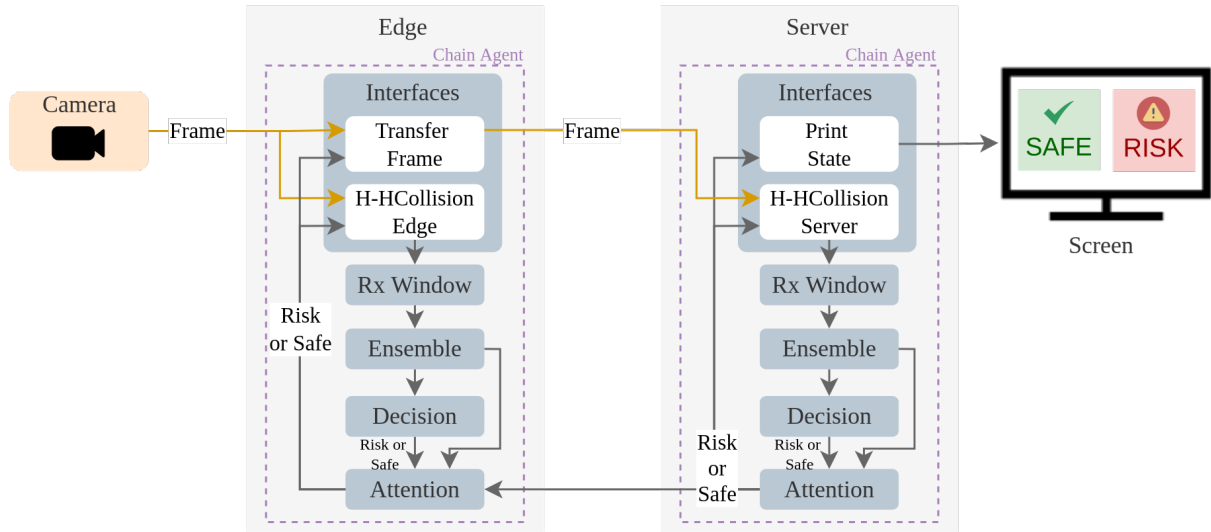 Edge
Server
Chain Agent
Chain Agent
Camera
Frame
Interfaces
Transfer
Frame
H-HCollision
Edge
Rx Window
Ensemble
Decision
Risk or
Safe
Attention
Risk
or Safe
Frame
Interfaces
Print
State
H-HCollision
Server
Rx Window
Ensemble
Decision
Risk or
Safe
Attention
Risk
or
Safe
SAFE
RISK
Screen